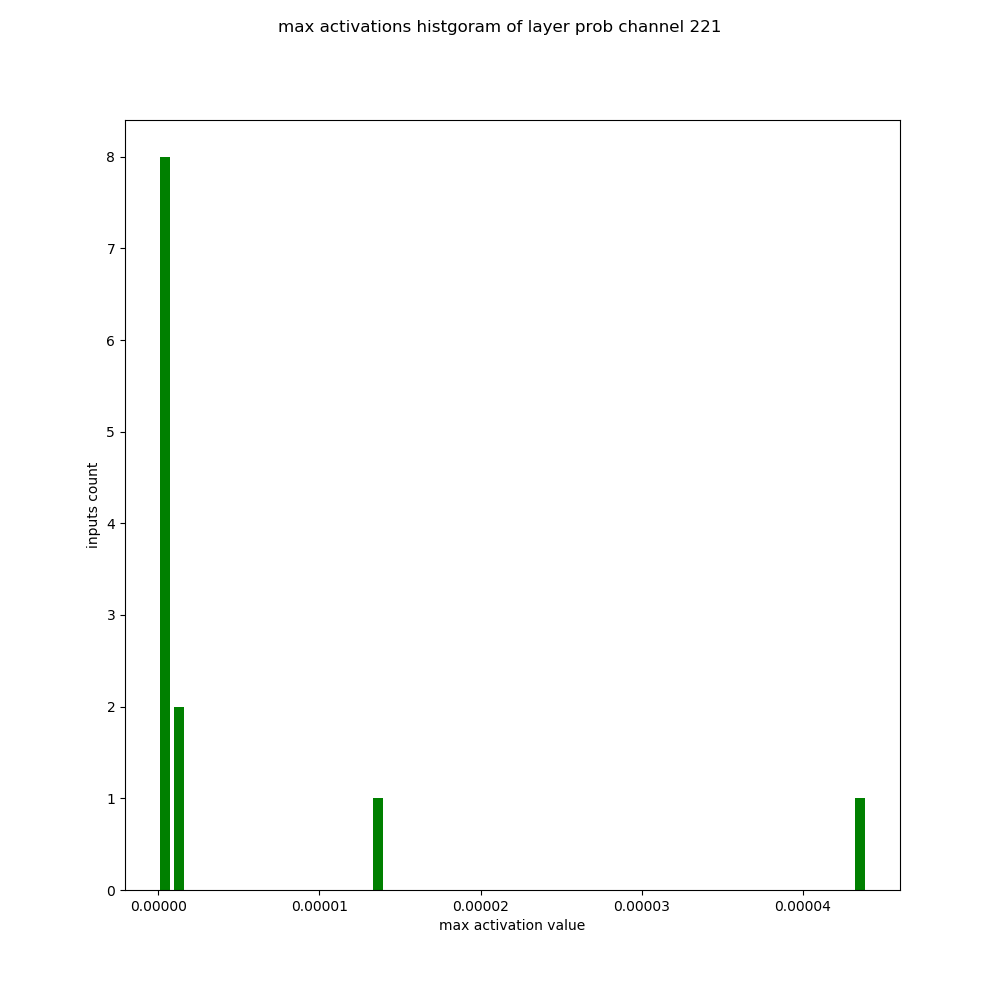 max activations histgoram of layer prob channel 221
8
7
6
5
4
3
2
1
0
inputs count
0.00000 0.00001 0.00002 0.00003 0.00004
max activation value